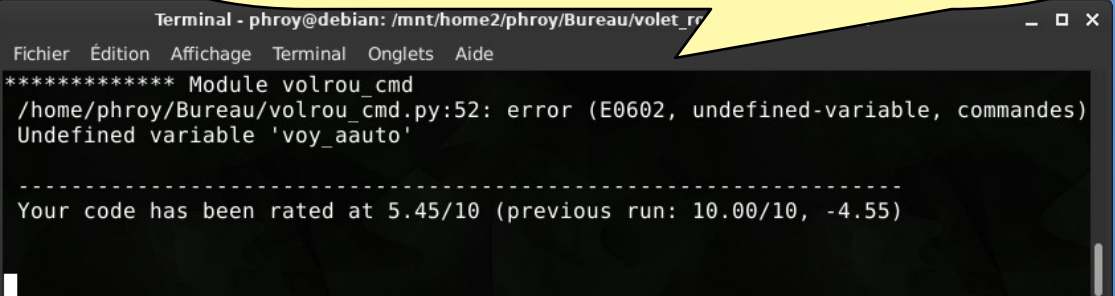 Terminal - phroy@debian: /mnt/home2/phroy/Bureau/volet_ro
Fichier Édition Affichage Terminal Onglets Aide
************* Module volrou_cmd
/home/phroy/Bureau/volrou_cmd.py:52: error (E0602, undefined-variable, commandes)
Undefined variable 'voy_aauto'
--------------------------------------------------------------------
Your code has been rated at 5.45/10 (previous run: 10.00/10, -4.55)